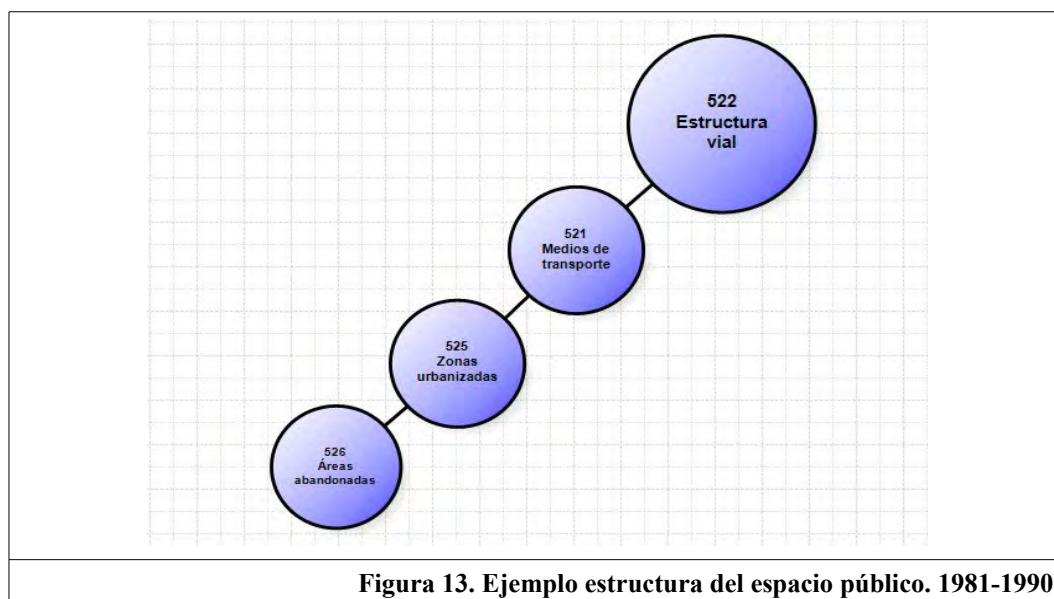 522
Estructura
vial
521
Medios de
transporte
525
Zonas
urbanizadas
526
Áreas
abandonadas
Figura 13. Ejemplo estructura del espacio público. 1981-1990